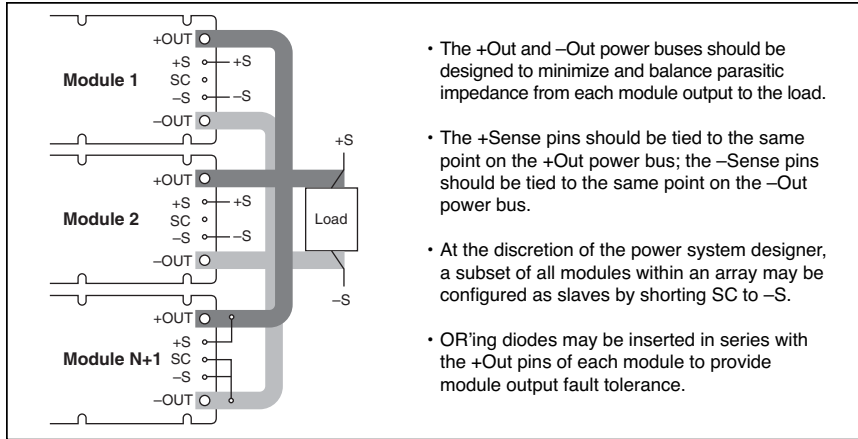 +OUT
+S +S
Module 1 SC
–S –S
–OUT
+S
+OUT
+S +S
Module 2 SC
–S –S
Load
–OUT
–S
+OUT
+S
Module N+1 SC
–S
–OUT
• The +Out and –Out power buses should be
designed to minimize and balance parasitic
impedance from each module output to the load.
• The +Sense pins should be tied to the same
point on the +Out power bus; the –Sense pins
should be tied to the same point on the –Out
power bus.
• At the discretion of the power system designer,
a subset of all modules within an array may be
configured as slaves by shorting SC to –S.
• OR'ing diodes may be inserted in series with
the +Out pins of each module to provide
module output fault tolerance.